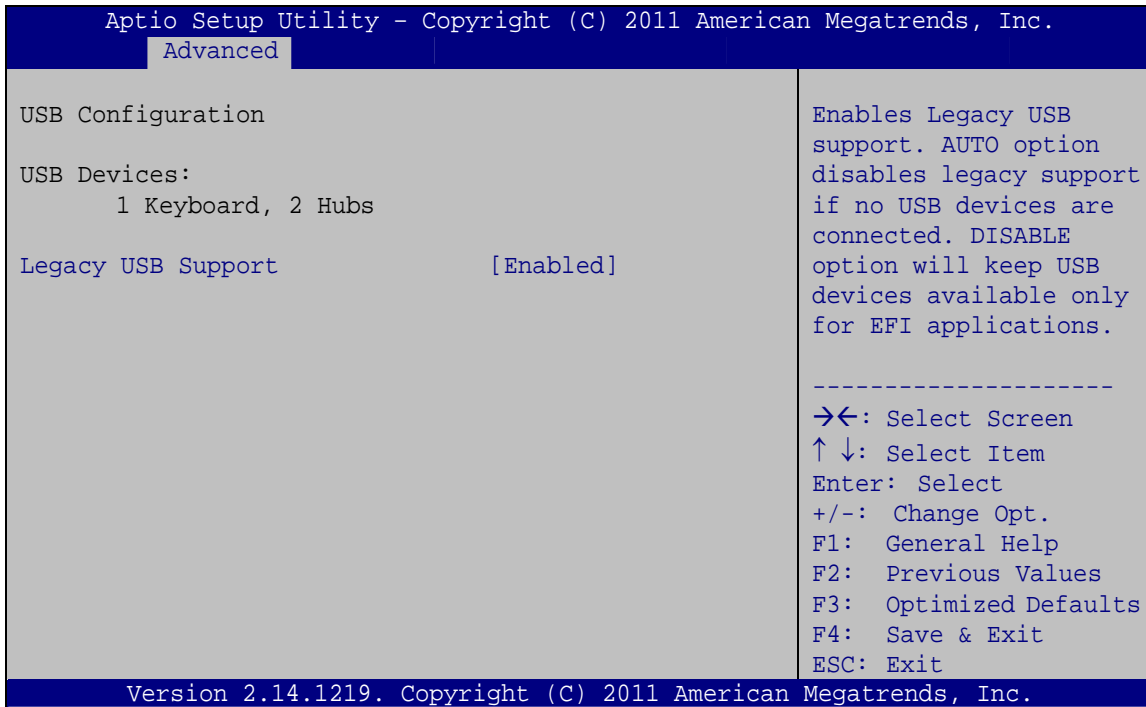 Aptio Setup Utility – Copyright (C) 2011 American Megatrends, Inc.
Advanced
USB Configuration
USB Devices:
1 Keyboard, 2 Hubs
Legacy USB Support [Enabled]
Enables Legacy USB
support. AUTO option
disables legacy support
if no USB devices are
connected. DISABLE
option will keep USB
devices available only
for EFI applications.
---------------------
→←: Select Screen
↑ ↓: Select Item
Enter: Select
+/-: Change Opt.
F1: General Help
F2: Previous Values
F3: Optimized Defaults
F4: Save & Exit
ESC: Exit
Version 2.14.1219. Copyright (C) 2011 American Megatrends, Inc.